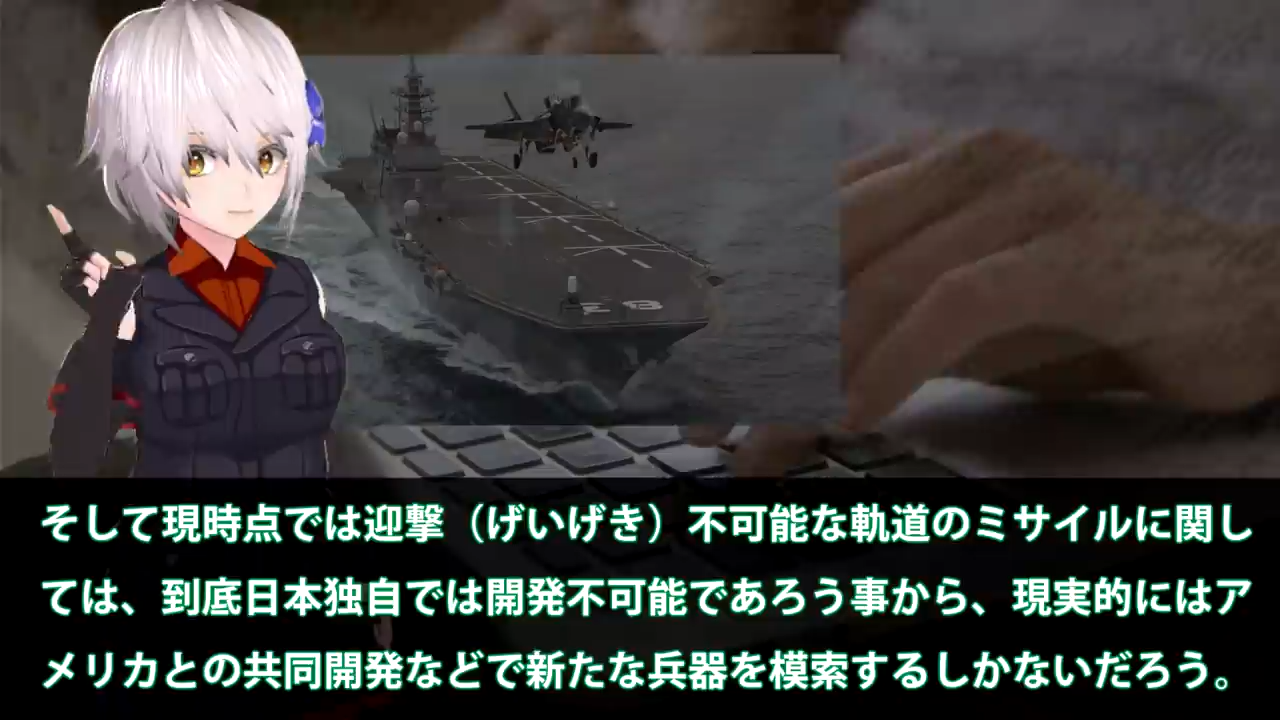 そして現時点では迎撃（げいげき）不可能な軌道のミサイルに関し
ては、到底日本独自では開発不可能であろう事から、現実的にはア
メリカとの共同開発などで新たな兵器を模索するしかないだろう。